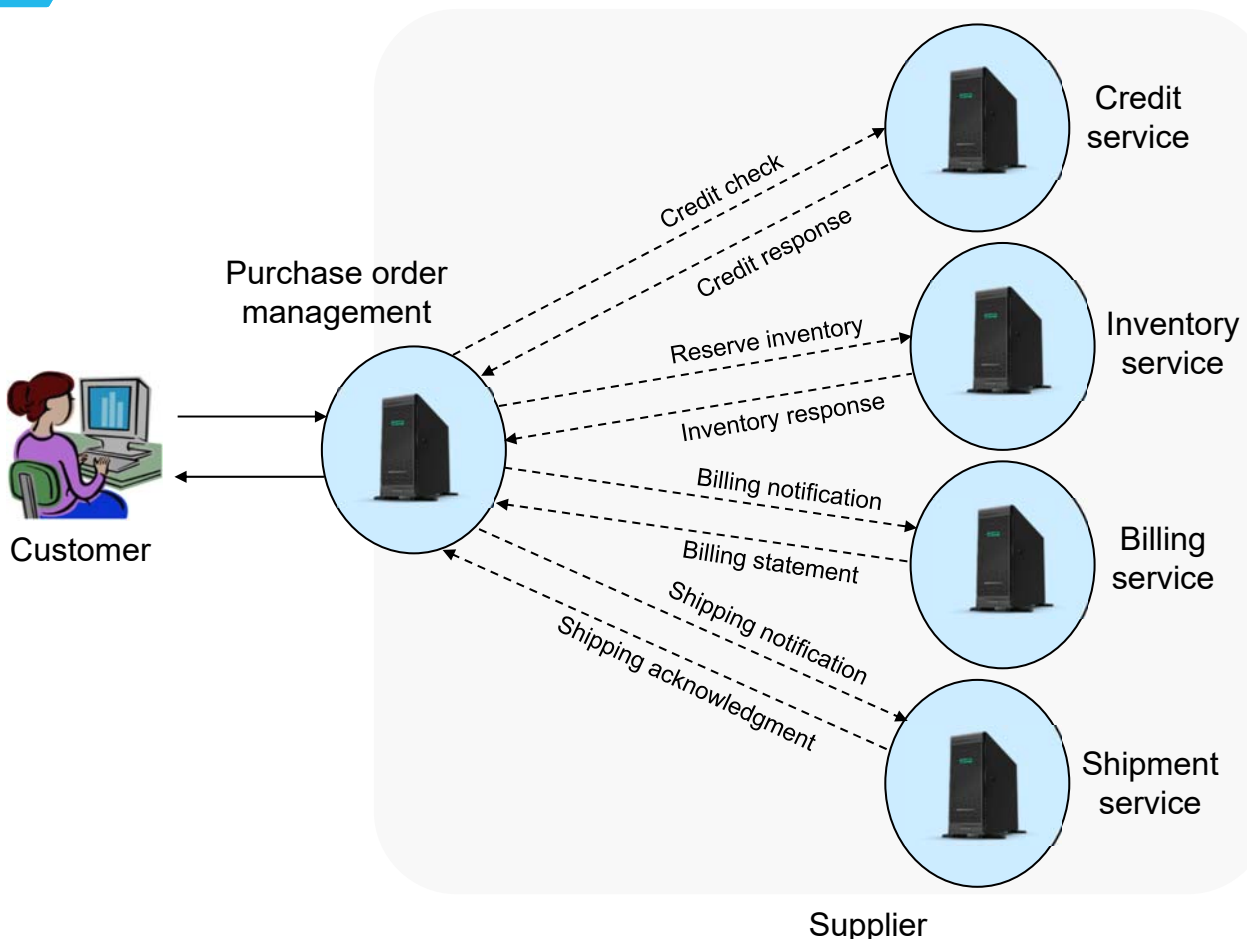 Credit
service
Credit check
Credit response
Purchase order
management
Reserve inventory
Inventory response
Inventory
service
Customer
Billing notification
Billing statement
Billing
service
Shipping notification
Shipping acknowledgment
Shipment
service
Supplier